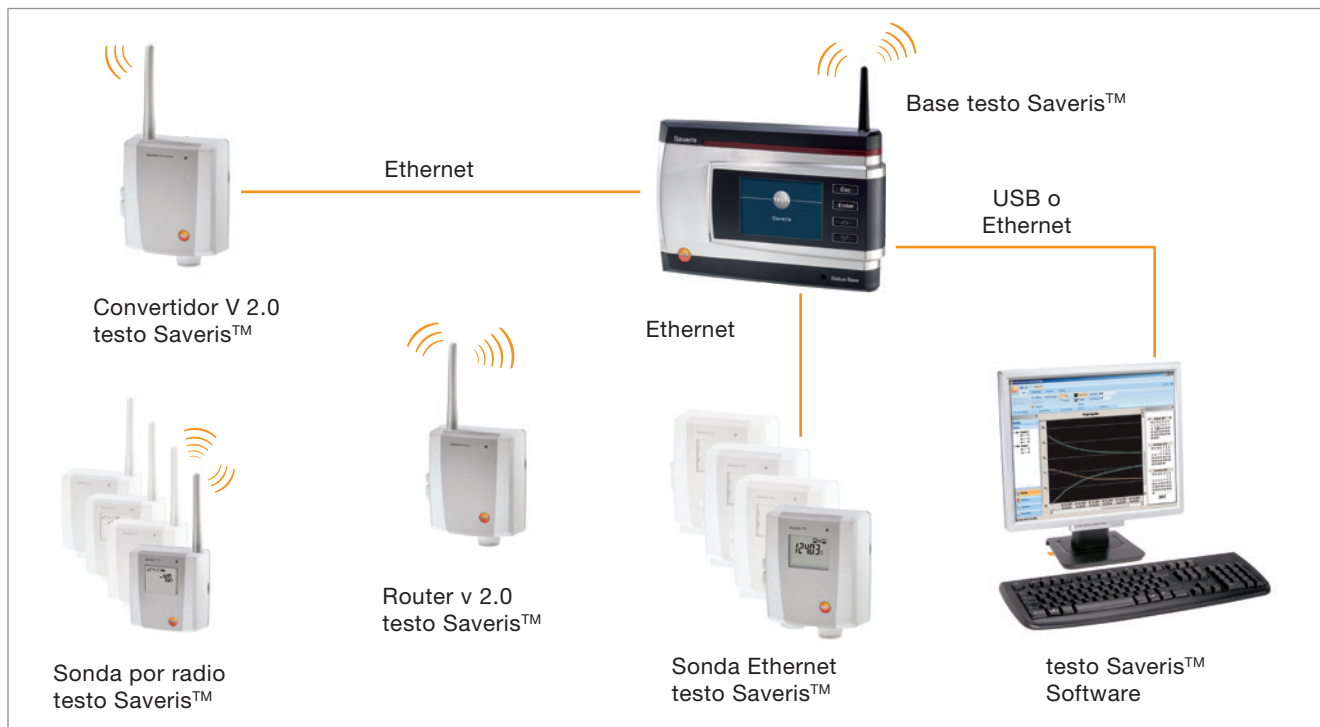 Base testo Saveris™
Ethernet
Saveris
Esc
Enter
Saveris
Status Base
USB o
Ethernet
Convertidor V 2.0
testo Saveris™
Ethernet
Router v 2.0
testo Saveris™
Sonda por radio
testo Saveris™
Sonda Ethernet
testo Saveris™
testo Saveris™
Software